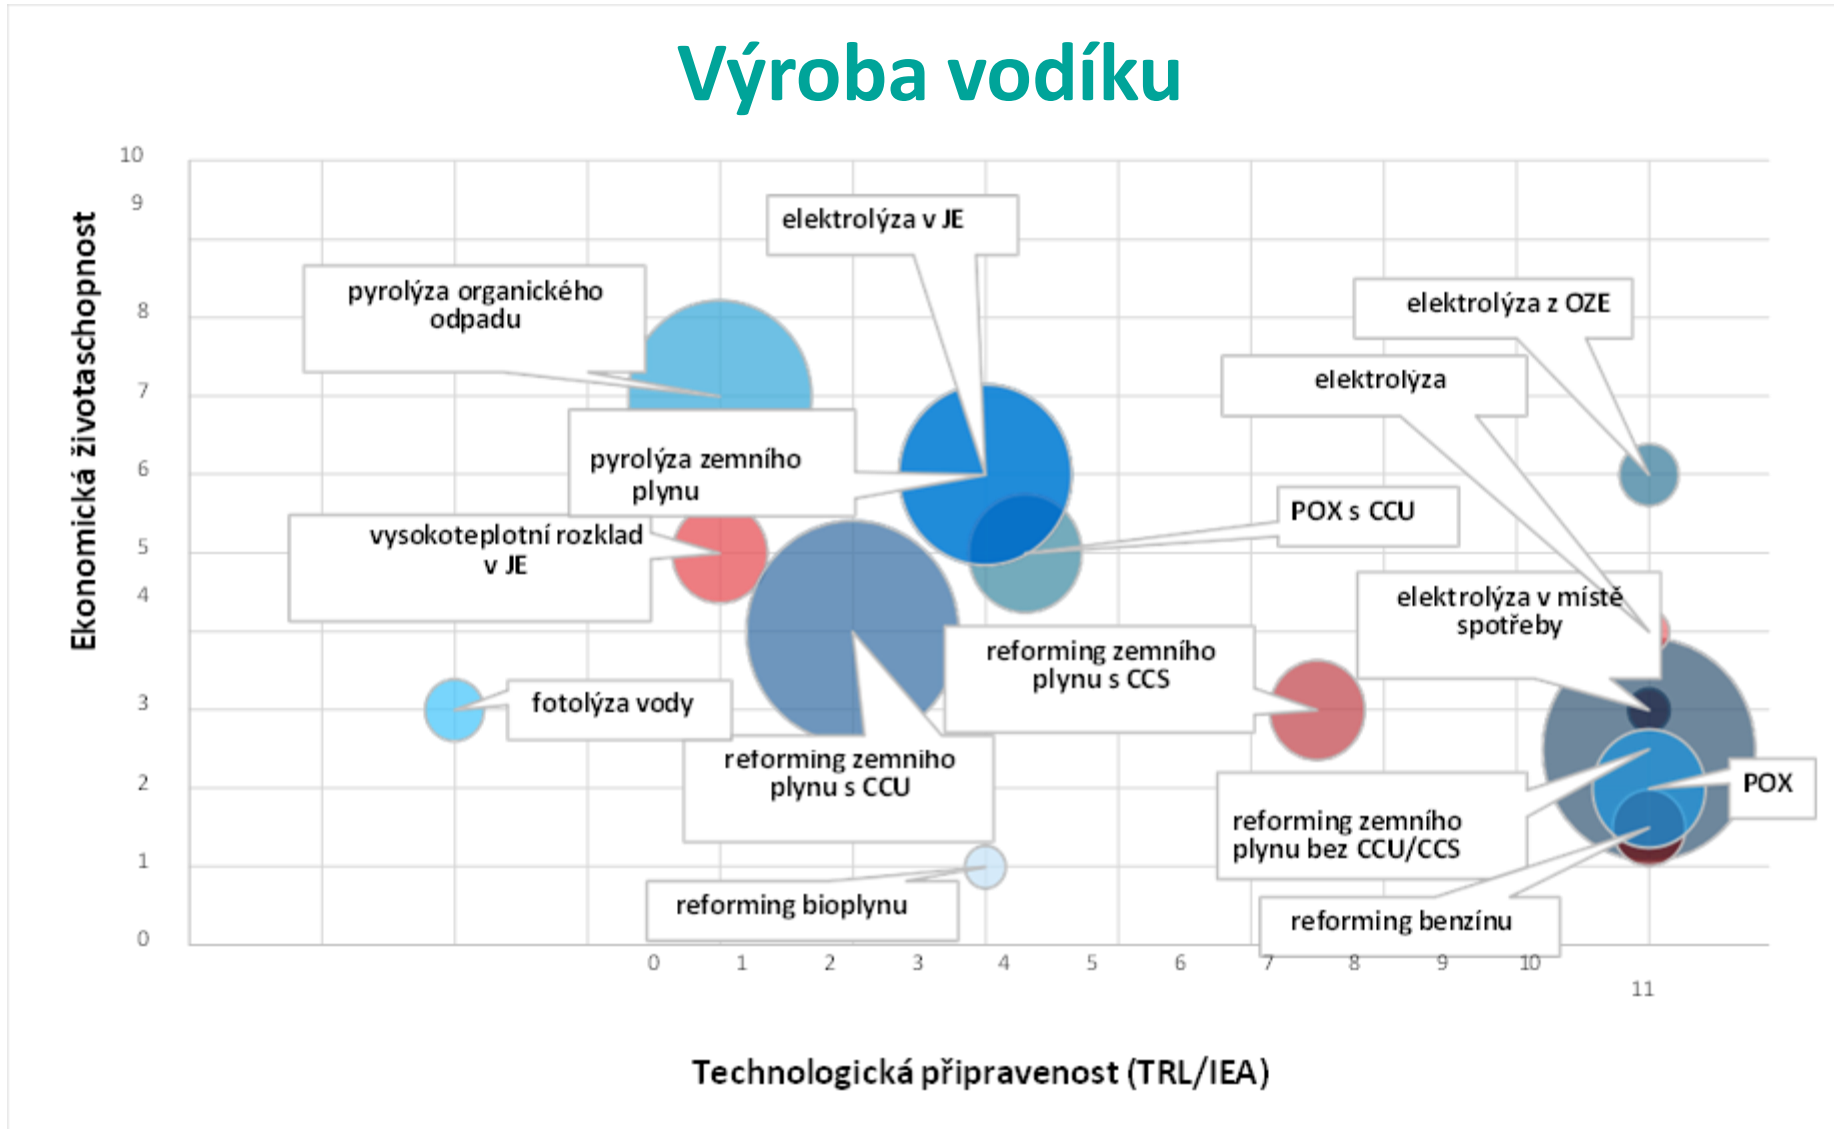 Výroba vodíku
Ekonomická životaschopnost
10
9
8
7
6
5
4
3
2
1
0
elektrolýza v JE
pyrolýza organického
odpadu
elektrolýza z OZE
elektrolýza
pyrolýza zemního
plynu
POX s CCU
vysokoteplotní rozklad
v JE
elektrolýza v místě
spotřeby
reforming zemního
plynu s CCS
fotolýza vody
reforming zemniho
plynu s CCU
POX
reforming zemního
plynu bez CCU/CCS
reforming bioplynu
reforming benzínu
0 1 2 3 4 5 6 7 8 9 10
11
Technologická připravenost (TRL/IEA)